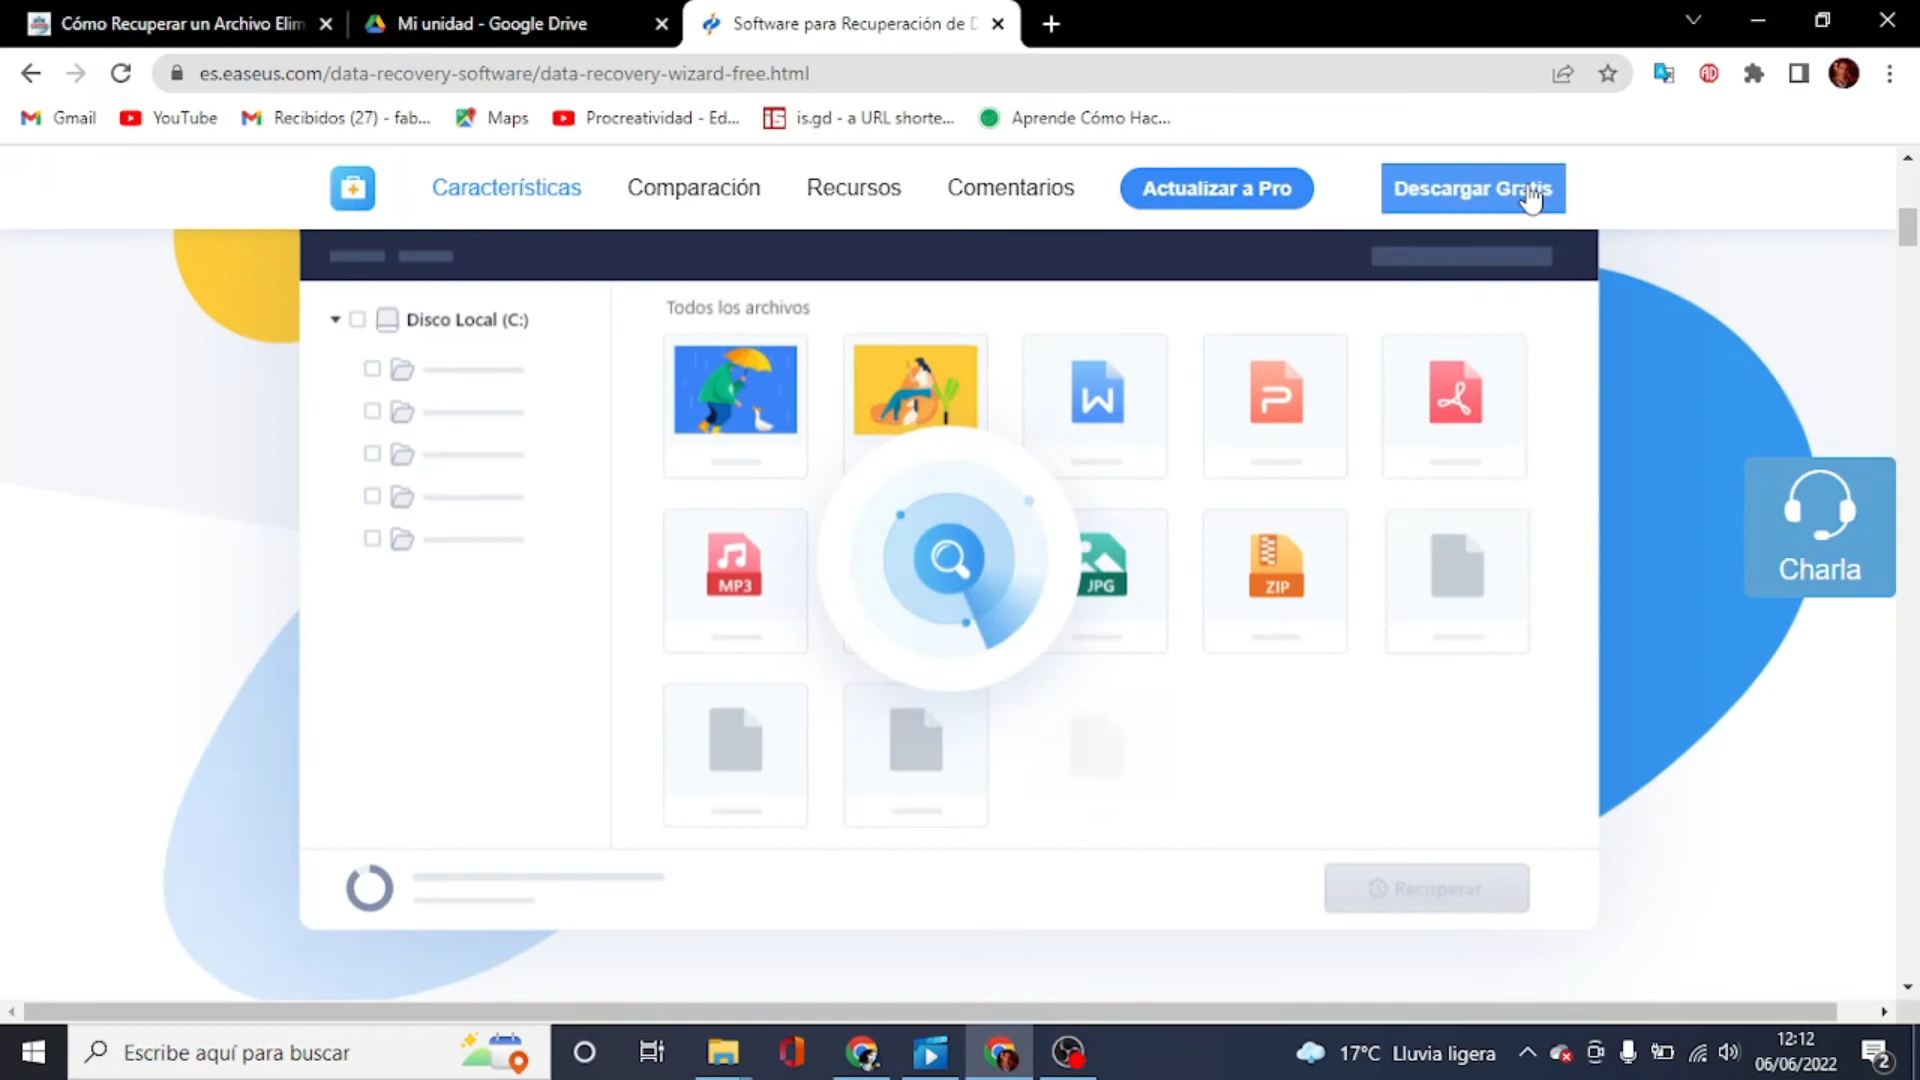 Cómo Recuperar un Archivo Elim
Mi unidad - Google Drive
Software para Recuperación de D
es.easeus.com/data-recovery-software/data-recovery-wizard-free.html
Gmail
YouTube
Recibidos (27) - fab...
Maps
Procreatividad - Ed...
is.gd - a URL shorte...
Aprende Cómo Hac...
Características
Comparación
Recursos
Comentarios
Actualizar a Pro
Descargar Gratis
Disco Local (C:)
Todos los archivos
MP3
JPG
ZIP
Charla
Recuperar
Escribe aquí para buscar
17°C Lluvia ligera
12:12
06/06/2022
2